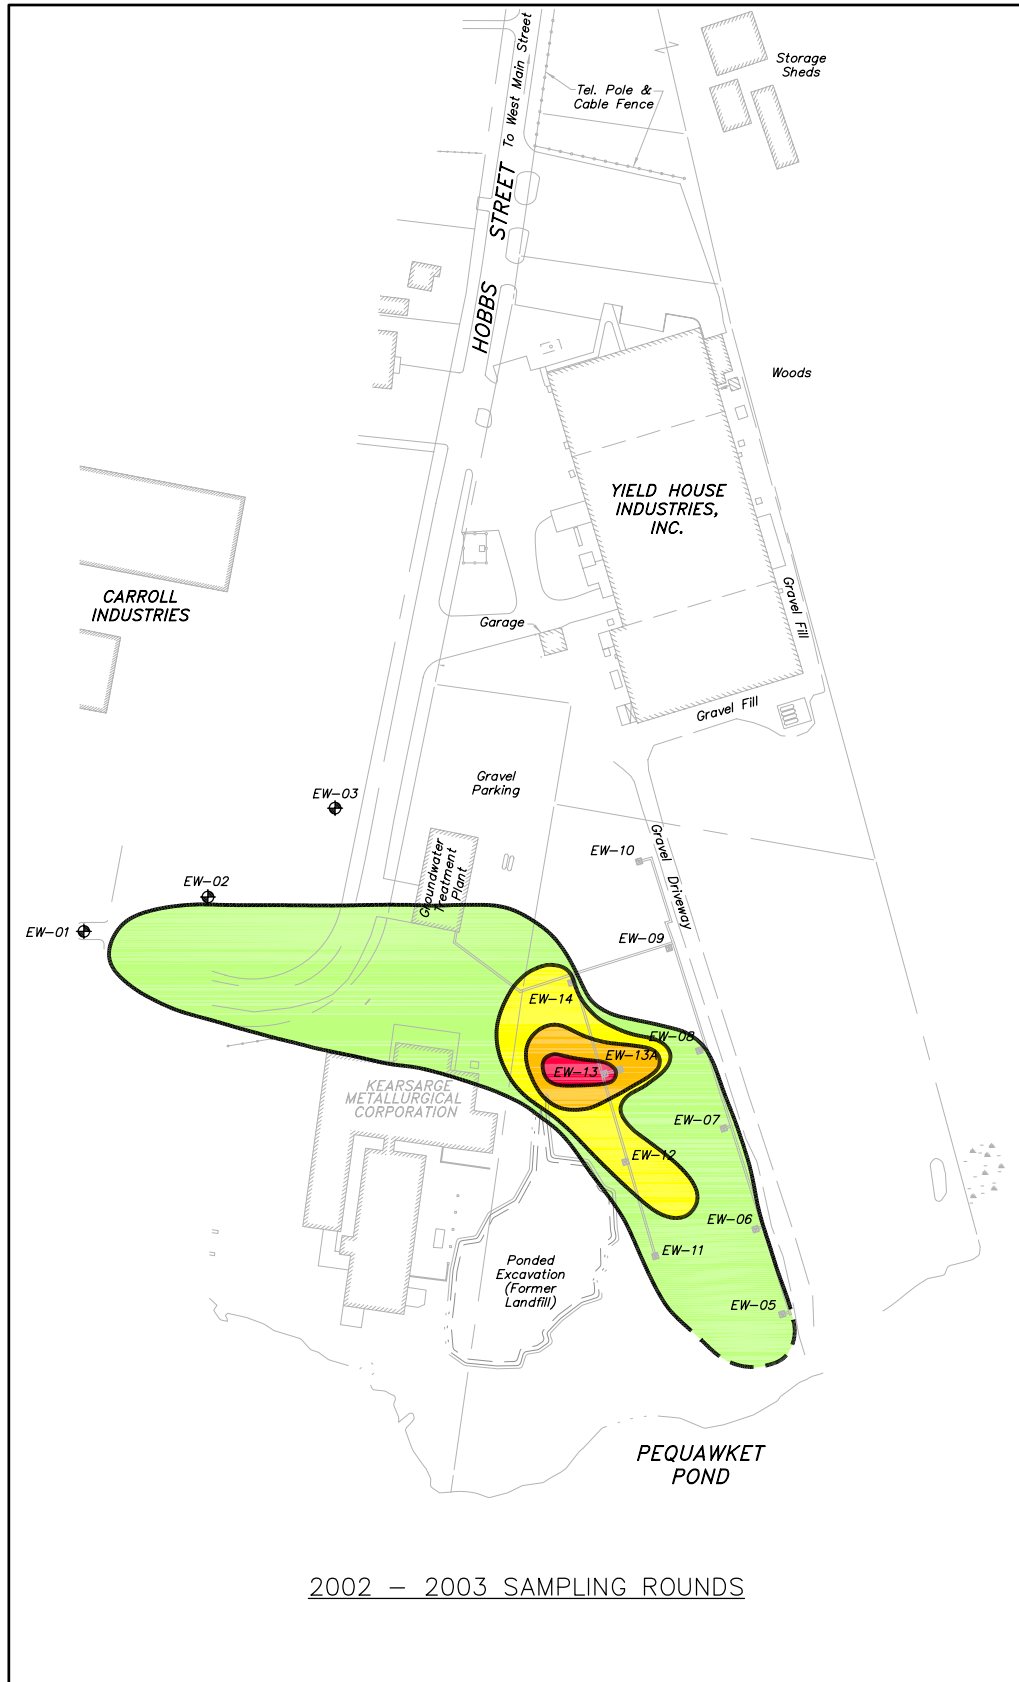 To West Main Street
Storage
Sheds
Tel. Pole &
Cable Fence
HOBBS STREET
Woods
YIELD HOUSE
INDUSTRIES,
INC.
CARROLL
INDUSTRIES
Gravel Fill
Garage
Gravel Fill
Gravel
Parking
EW-03
Groundwater
Treatment
Plant
EW-10
Gravel Driveway
EW-02
EW-01
EW-09
EW-14
EW-08
EW-13A
EW-13
KEARSARGE
METALLURGICAL
CORPORATION
EW-07
EW-12
EW-06
EW-11
Ponded
Excavation
(Former
Landfill)
EW-05
PEQUAWKET
POND
2002 - 2003 SAMPLING ROUNDS